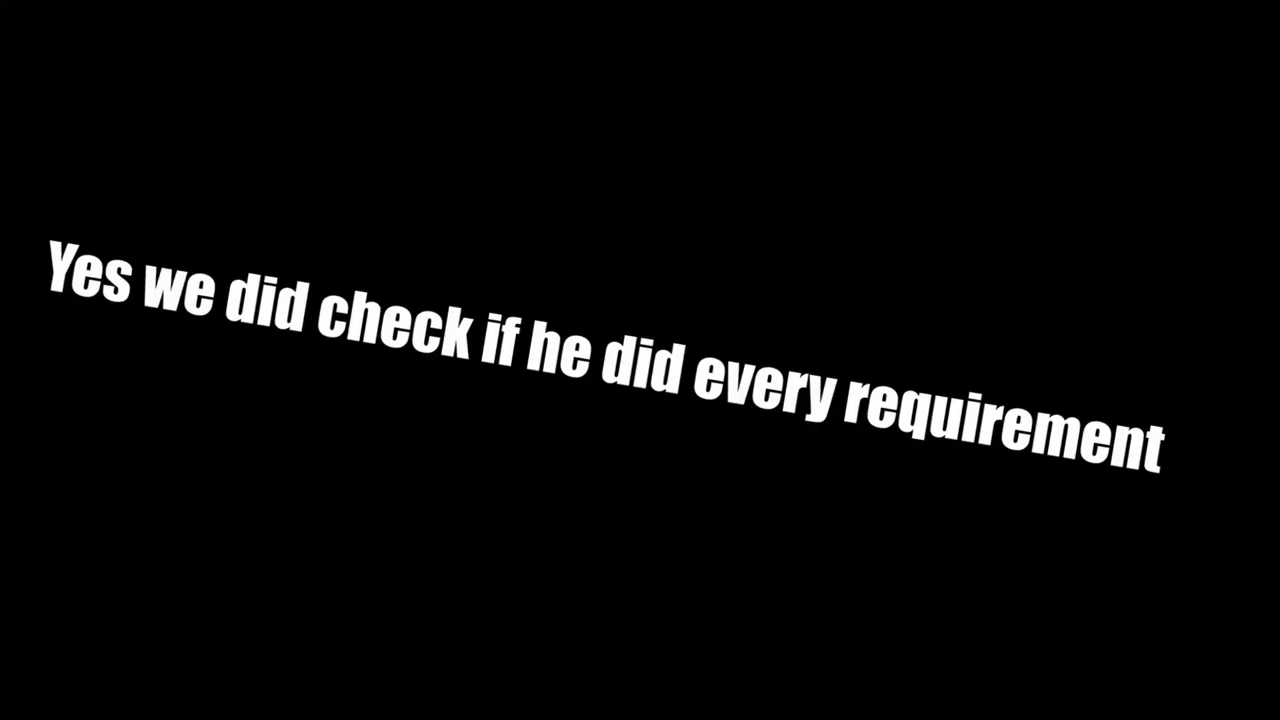 Yes we did check if he did every requirement